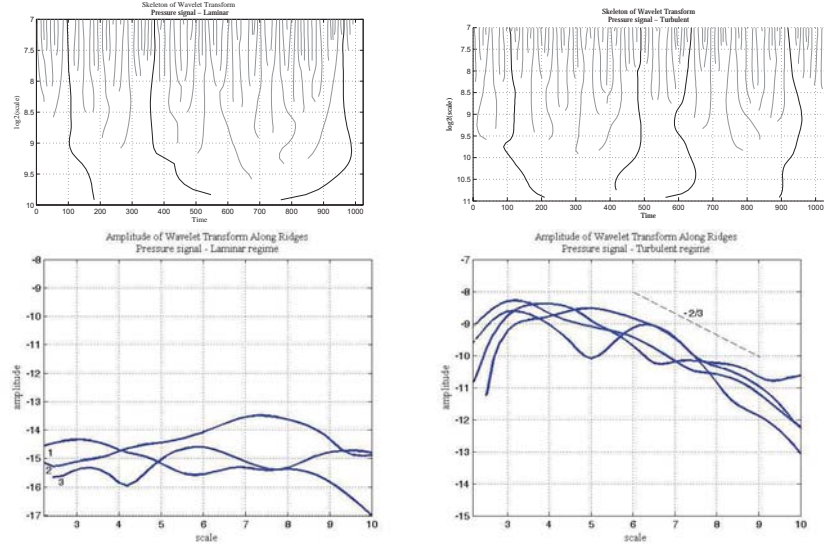 Skeleton of Wavelet Transform
Pressure signal – Laminar
7
7.5
8
8.5
9
9.5
10
log2(scale)
0 100 200 300 400 500 600 700 800 900 1000
Time
Skeleton of Wavelet Transform
Pressure signal – Turbulent
7
7.5
8
8.5
9
9.5
10
10.5
11
log2(scale)
0 100 200 300 400 500 600 700 800 900 1000
Time
Amplitude of Wavelet Transform Along Ridges
Pressure signal - Laminar regime
-8
-9
-10
-11
-12
-13
-14
-15
-16
-17
amplitude
1
2
3
3 4 5 6 7 8 9 10
scale
Amplitude of Wavelet Transform Along Ridges
Pressure signal - Turbulent regime
-7
-8
-9
-10
-11
-12
-13
-14
-15
amplitude
-2/3
3 4 5 6 7 8 9 10
scale